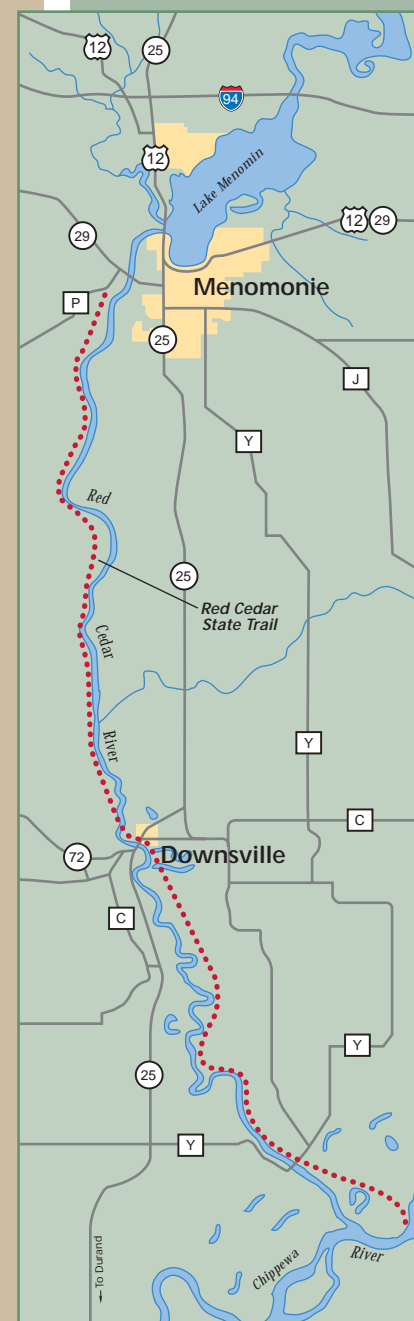 12
25
94
12
Lake Menomin
12
29
29
Menomonie
P
25
J
Y
Red
25
Red Cedar
State Trail
Cedar
River
Y
C
Downsville
72
C
Y
25
Y
River
Chippewa
To Durand